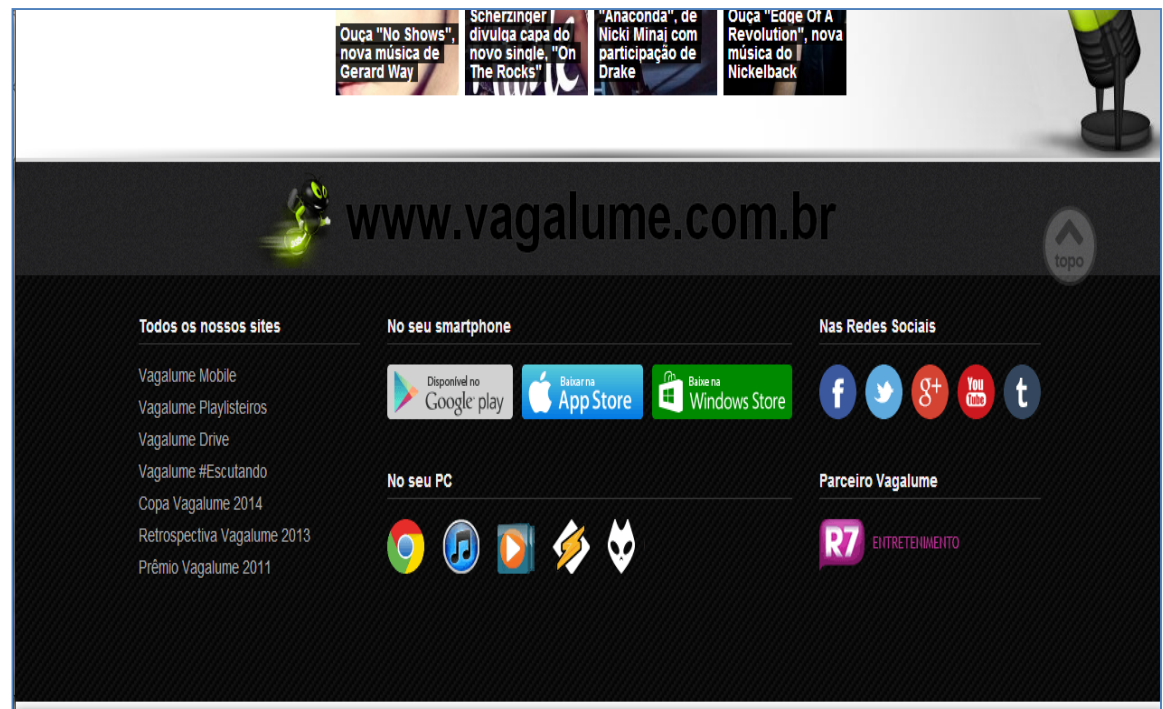 Ouça "No Shows",
nova música de
Gerard Way
Scherzinger
divulga capa do
novo single, "On
The Rocks"
"Anaconda", de
Nicki Minaj com
participação de
Drake
Ouça "Edge Of A
Revolution", nova
música do
Nickelback
www.vagalume.com.br
topo
Todos os nossos sites
Vagalume Mobile
Vagalume Playlisteiros
Vagalume Drive
Vagalume #Escutando
Copa Vagalume 2014
Retrospectiva Vagalume 2013
Prêmio Vagalume 2011
No seu smartphone
Disponível no
Google play
Baixar na
App Store
Baixe na
Windows Store
No seu PC
Nas Redes Sociais
f
g+
You
Tube
t
Parceiro Vagalume
R7 ENTRETENIMENTO